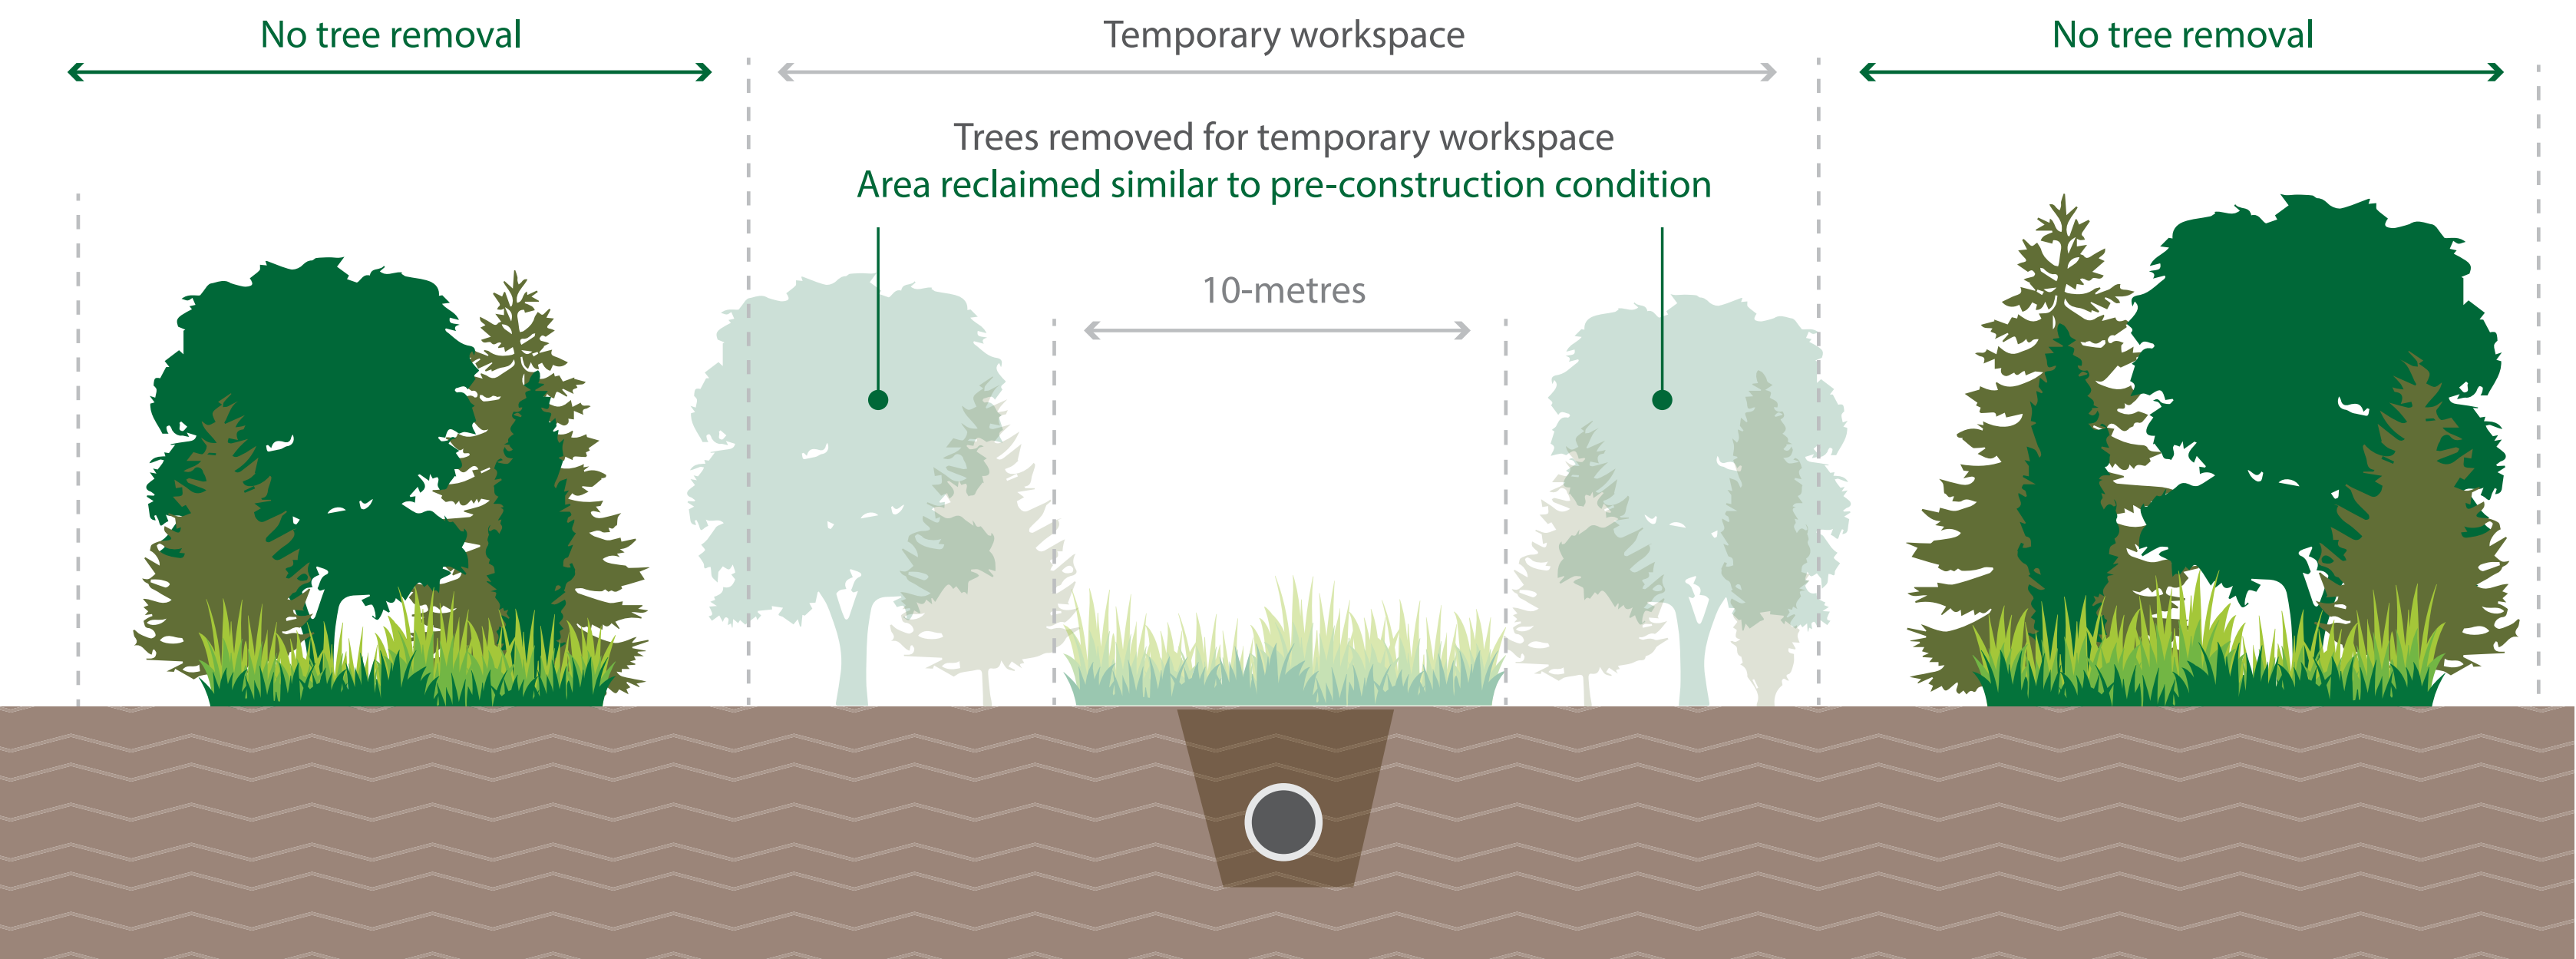 No tree removal
Temporary workspace
No tree removal
Trees removed for temporary workspace
Area reclaimed similar to pre-construction condition
10-metres